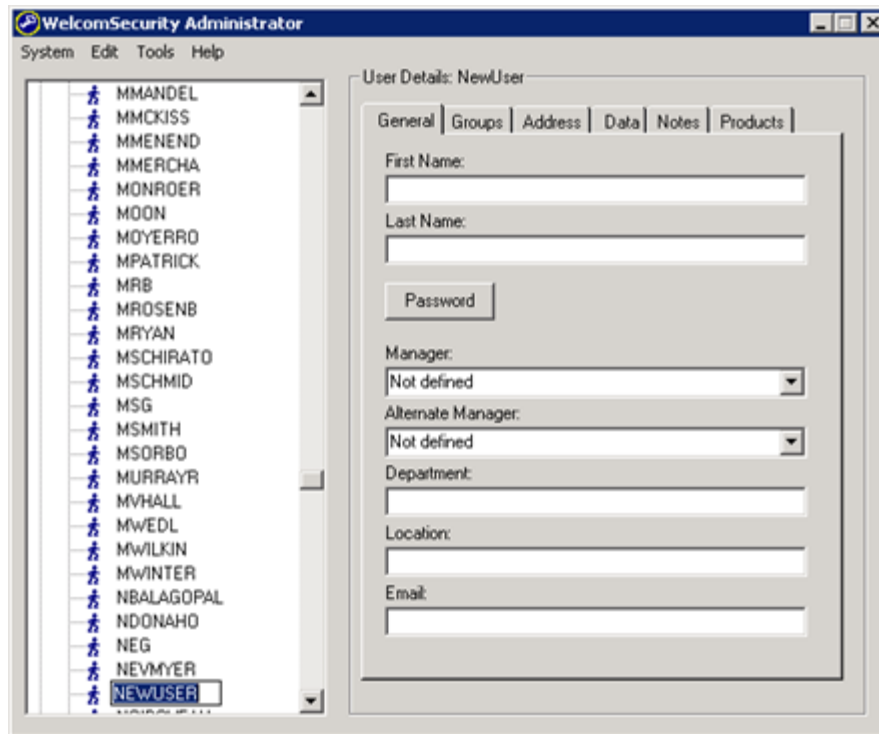 WelcomSecurity Administrator
System Edit Tools Help
MMANDEL
MMCKISS
MMENEND
MMERCHA
MONROER
MOON
MOYERRO
MPATRICK
MRB
MROSENB
MRYAN
MSCHIRATO
MSCHMID
MSG
MSMITH
MSORBO
MURRAYR
MVHALL
MWEDL
MWILKIN
MWINTER
NBALAGOPAL
NDONAHO
NEG
NEVMYER
NEWUSER
User Details: NewUser
General Groups Address Data Notes Products
First Name:
Last Name:
Password
Manager:
Not defined
Alternate Manager:
Not defined
Department:
Location:
Email: